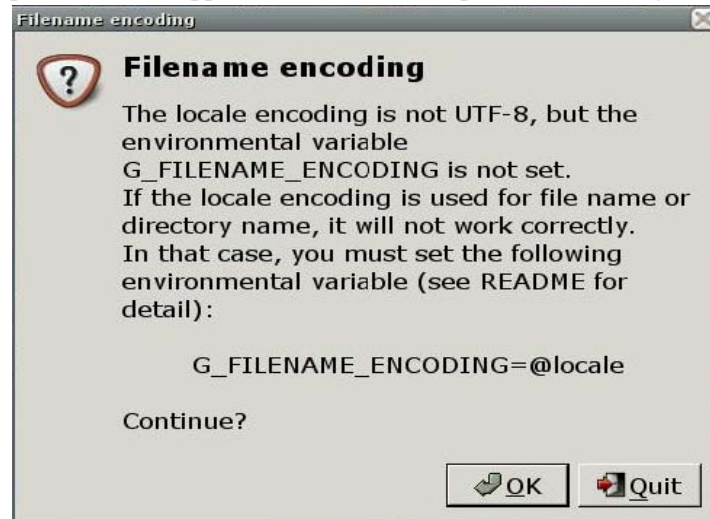 Filename encoding
Filename encoding
The locale encoding is not UTF-8, but the
environmental variable
G_FILENAME_ENCODING is not set.
If the locale encoding is used for file name or
directory name, it will not work correctly.
In that case, you must set the following
environmental variable (see README for
detail):
G_FILENAME_ENCODING=@locale
Continue?
OK Quit